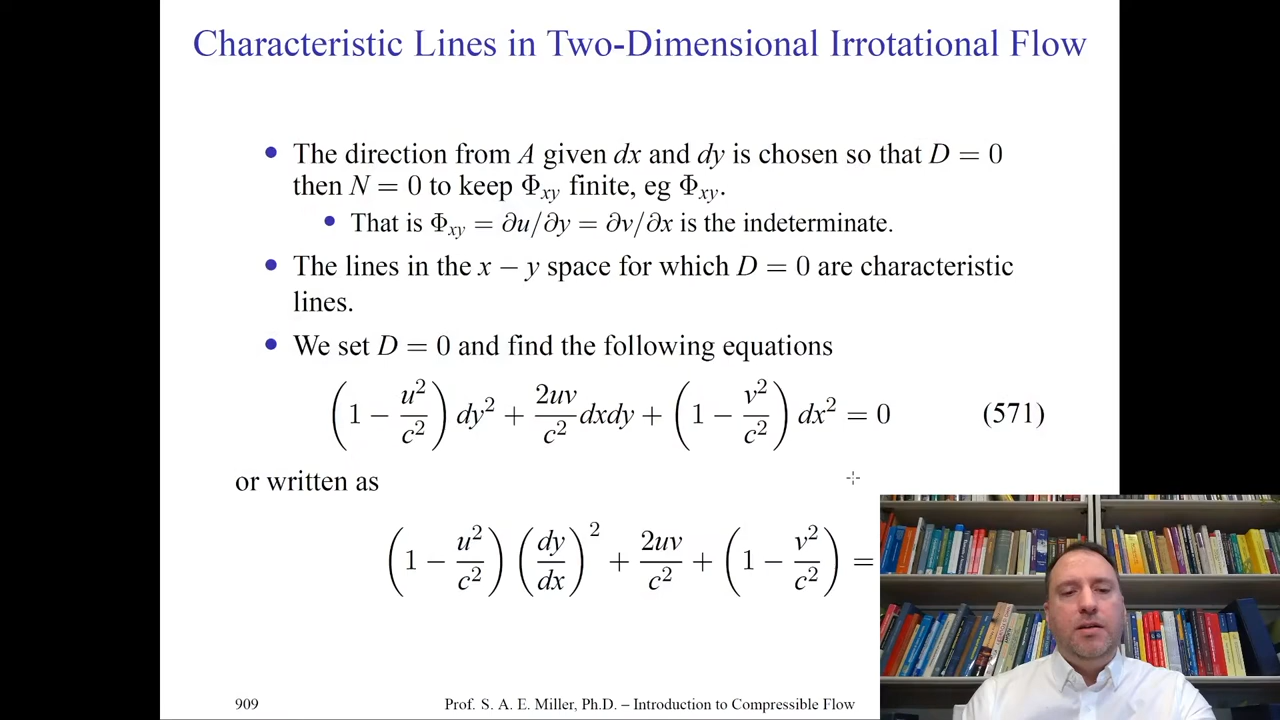 Characteristic Lines in Two-Dimensional Irrotational Flow
• The direction from A given dx and dy is chosen so that D = 0
then N = 0 to keep Φ_xy finite, eg Φ_xy.
• That is Φ_xy = ∂u/∂y = ∂v/∂x is the indeterminate.
• The lines in the x − y space for which D = 0 are characteristic
lines.
• We set D = 0 and find the following equations
(1 − u²/c²) dy² + 2uv/c² dxdy + (1 − v²/c²) dx² = 0 (571)
or written as
(1 − u²/c²) (dy/dx)² + 2uv/c² + (1 − v²/c²) =
909 Prof. S. A. E. Miller, Ph.D. – Introduction to Compressible Flow